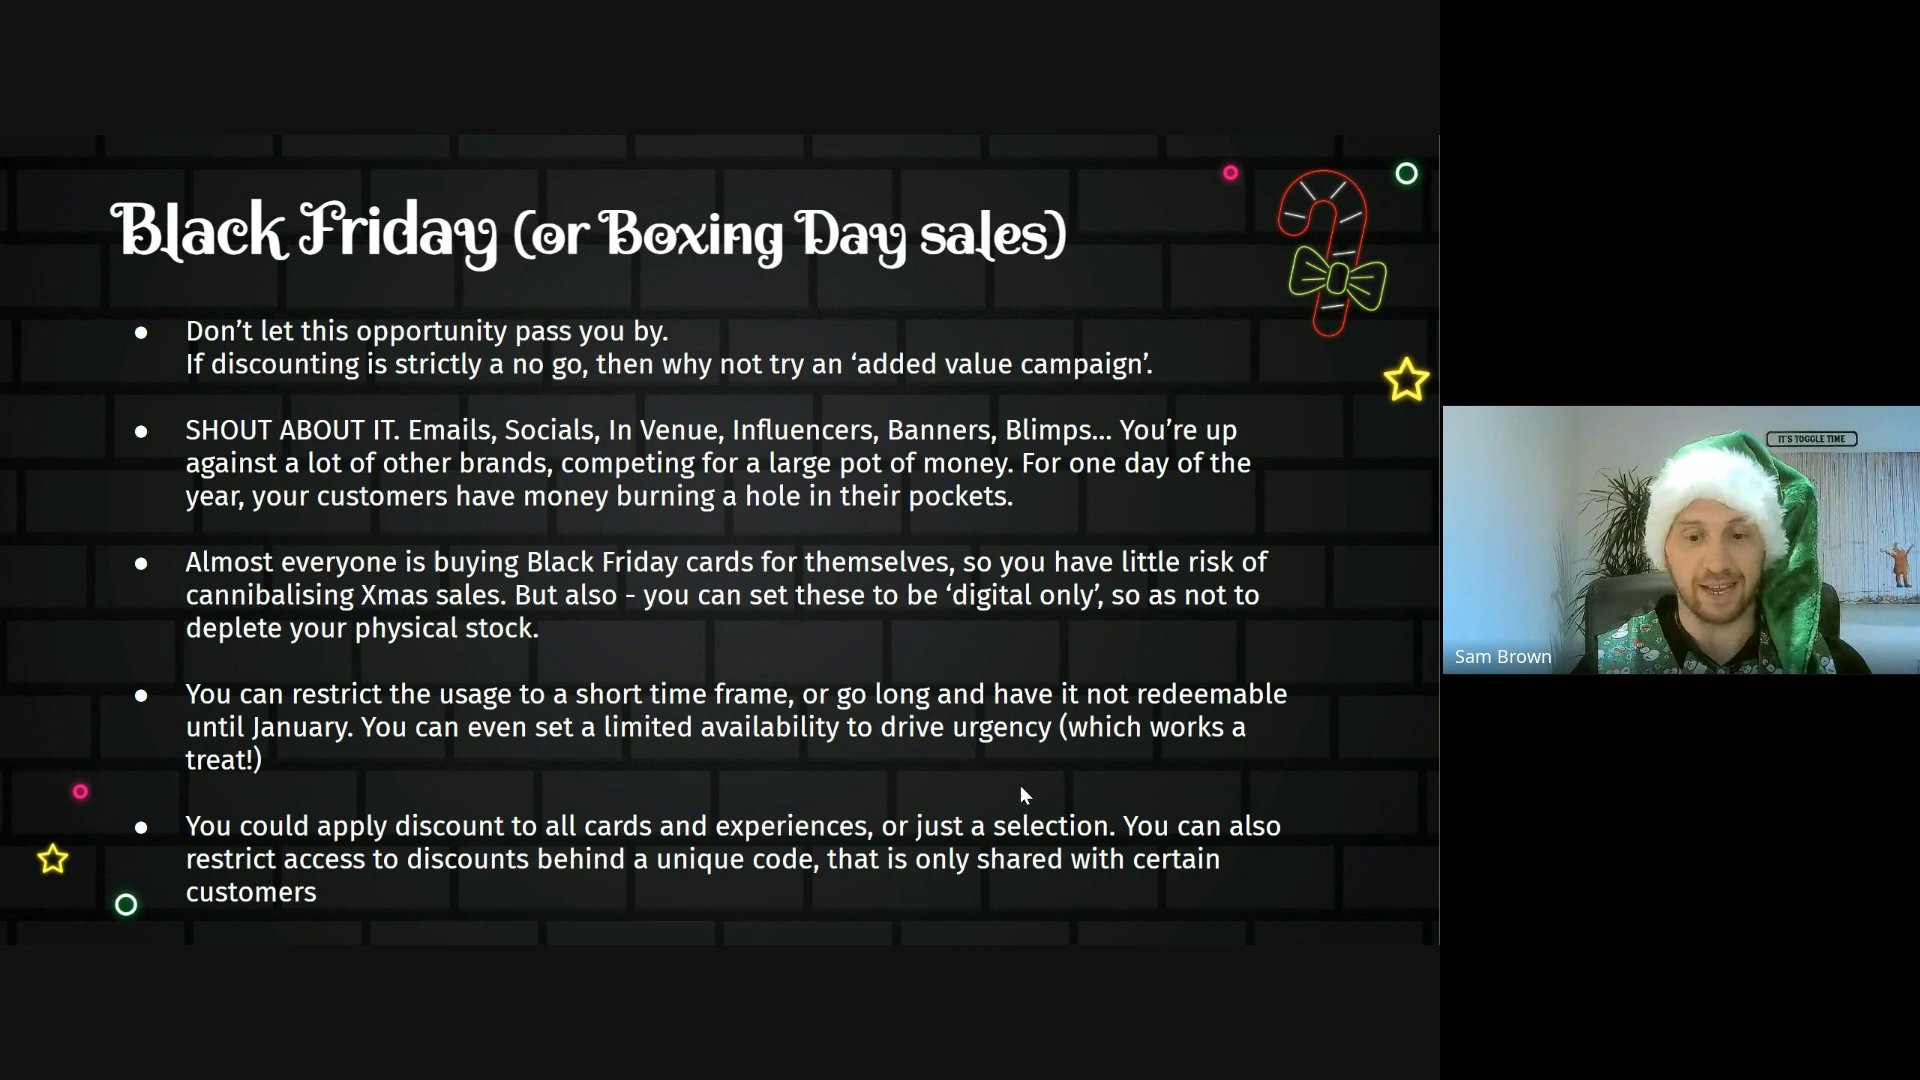 Black Friday (or Boxing Day sales)
● Don’t let this opportunity pass you by.
If discounting is strictly a no go, then why not try an ‘added value campaign’.
● SHOUT ABOUT IT. Emails, Socials, In Venue, Influencers, Banners, Blimps... You’re up
against a lot of other brands, competing for a large pot of money. For one day of the
year, your customers have money burning a hole in their pockets.
● Almost everyone is buying Black Friday cards for themselves, so you have little risk of
cannibalising Xmas sales. But also - you can set these to be ‘digital only’, so as not to
deplete your physical stock.
● You can restrict the usage to a short time frame, or go long and have it not redeemable
until January. You can even set a limited availability to drive urgency (which works a
treat!)
● You could apply discount to all cards and experiences, or just a selection. You can also
restrict access to discounts behind a unique code, that is only shared with certain
customers
IT'S TOGGLE TIME
Sam Brown